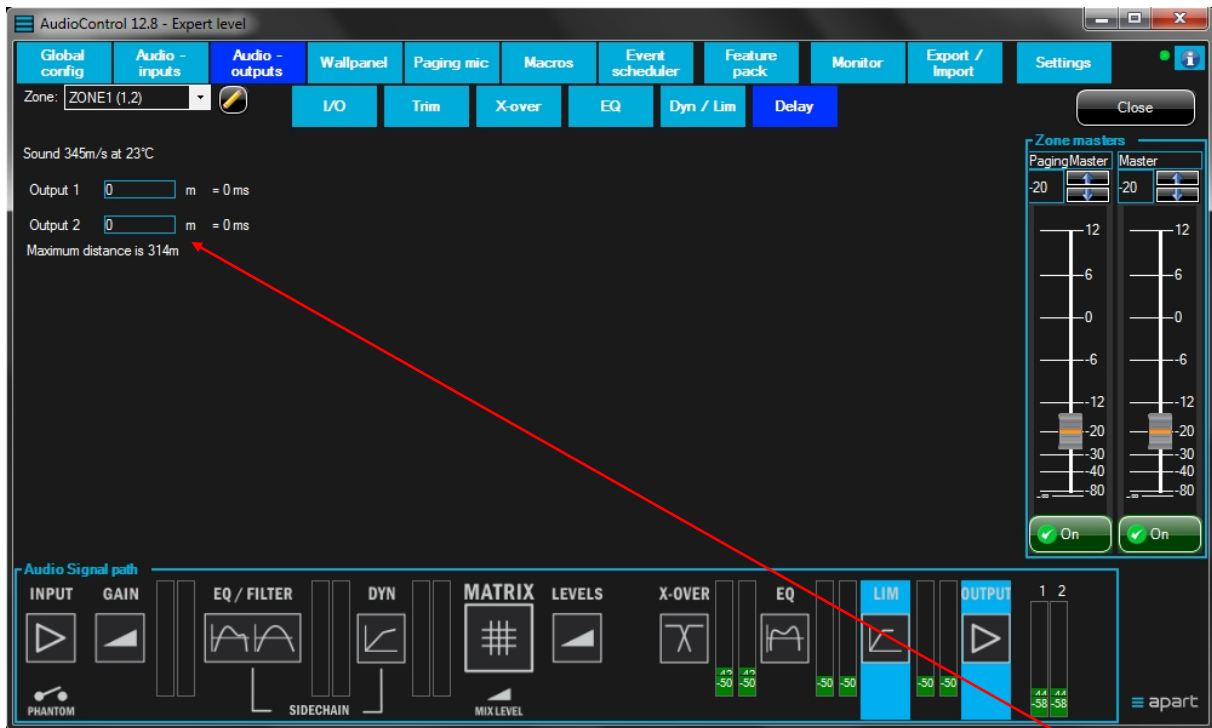 AudioControl 12.8 - Expert level
Global config
Audio - inputs
Audio - outputs
Wallpanel
Paging mic
Macros
Event scheduler
Feature pack
Monitor
Export / Import
Settings
Zone: ZONE1 (1,2)
I/O
Trim
X-over
EQ
Dyn / Lim
Delay
Close
Sound 345m/s at 23°C
Output 1 0 m = 0 ms
Output 2 0 m = 0 ms
Maximum distance is 314m
Zone masters
PagingMaster Master
-20 -20
12 12
6 6
0 0
-6 -6
-12 -12
-20 -20
-30 -30
-40 -40
-∞ -80 -∞ -80
On On
Audio Signal path
INPUT GAIN EQ / FILTER DYN MATRIX LEVELS X-OVER EQ LIM OUTPUT 1 2
-42 -42
-50 -50 -50 -50 -50 -50
-44 -44
-58 -58
PHANTOM SIDECHAIN MIX LEVEL
apart